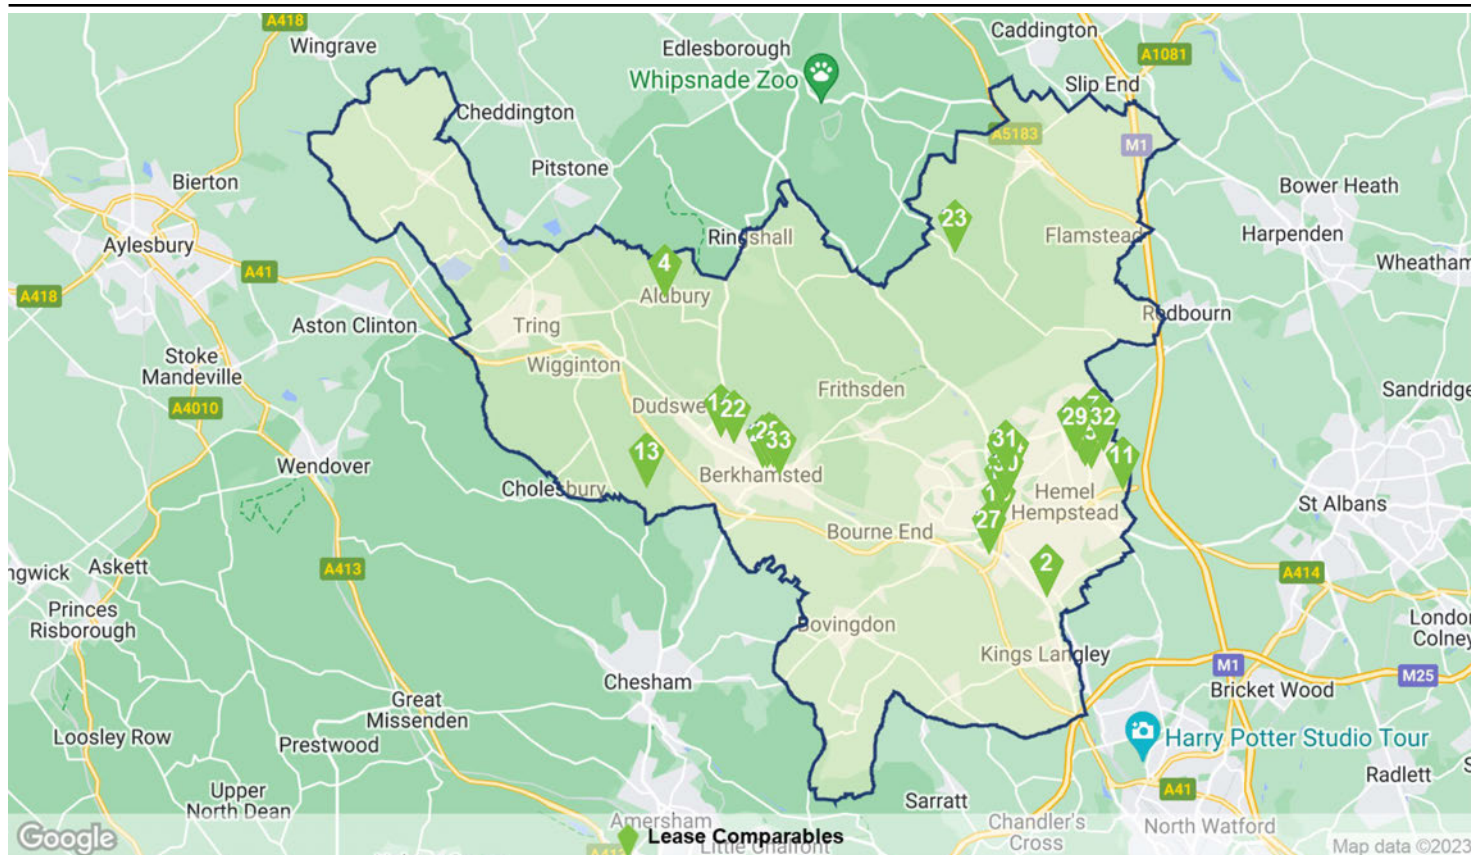 A418
Wingrave
Edlesborough
Whipsnade Zoo
Caddington
A1081
Slip End
Cheddington
A5183
M1
Pitstone
Bierton
Bower Heath
23
Aylesbury
Ringshall
Flamstead
Harpenden
A41
4
Wheatham
A418
Aldbury
Aston Clinton
Tring
Redbourn
Stoke
Mandeville
Wigginton
Frithsden
Sandridge
A4010
Dudswe
22
29
32
5
33
31
13
11
Wendover
Cholesbury
Berkhamsted
Hemel
Hempstead
St Albans
27
Bourne End
2
ngwick
Askett
A413
A414
Princes
Risborough
Bovingdon
London
Colney
Kings Langley
M1
M25
Chesham
Bricket Wood
Great
Missenden
Loosley Row
Prestwood
Harry Potter Studio Tour
Radlett
Upper
North Dean
Sarratt
A41
Amersham
Chandler's
Cross
North Watford
Google
A413
Lease Comparables
Little Chalfont
Map data ©2023